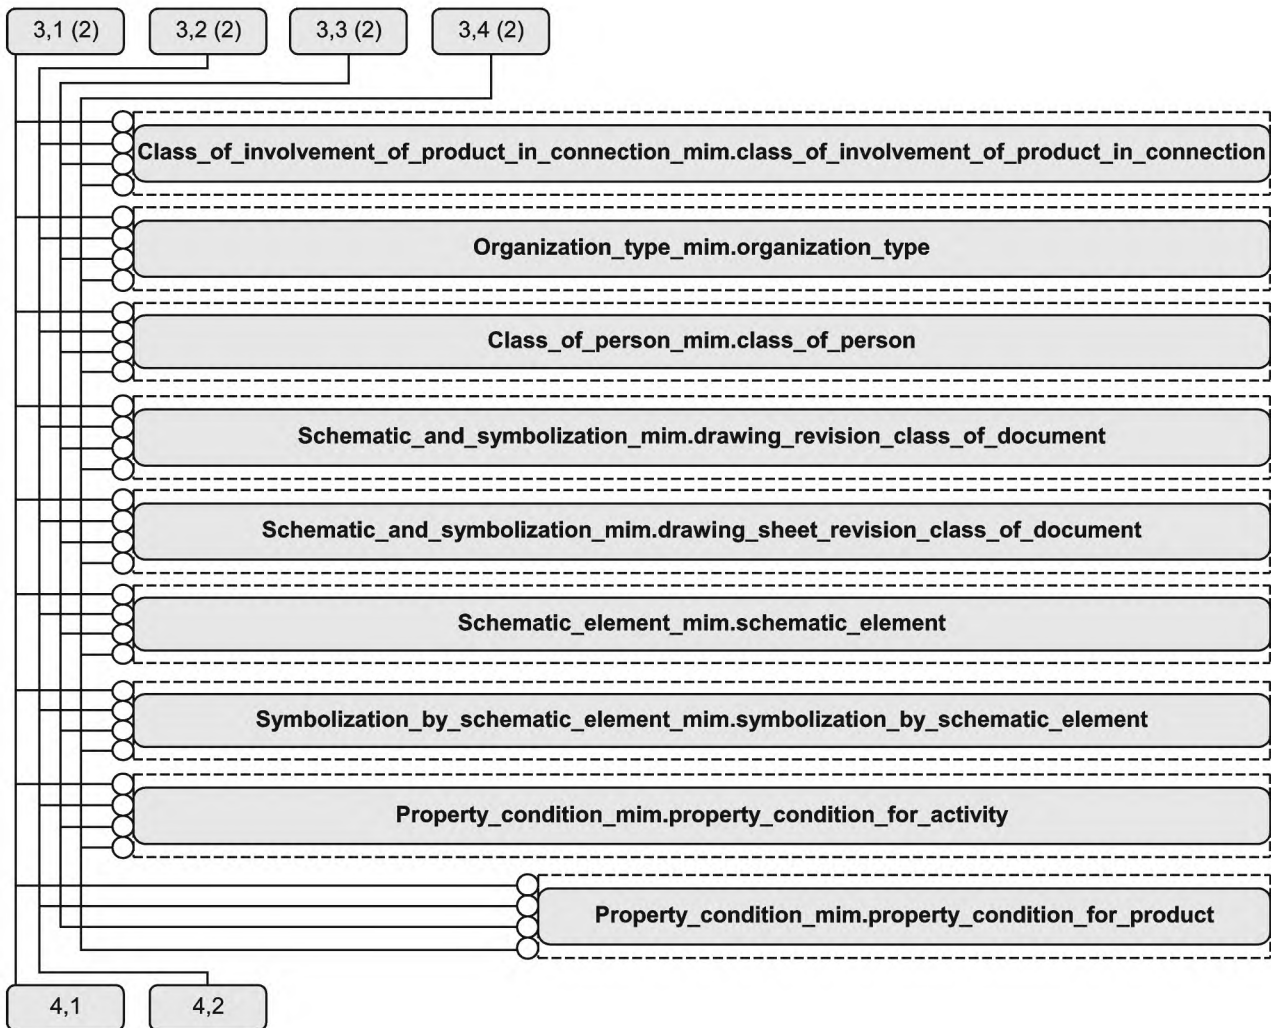 3,1 (2) 3,2 (2) 3,3 (2) 3,4 (2)
Class_of_involvement_of_product_in_connection_mim.class_of_involvement_of_product_in_connection
Organization_type_mim.organization_type
Class_of_person_mim.class_of_person
Schematic_and_symbolization_mim.drawing_revision_class_of_document
Schematic_and_symbolization_mim.drawing_sheet_revision_class_of_document
Schematic_element_mim.schematic_element
Symbolization_by_schematic_element_mim.symbolization_by_schematic_element
Property_condition_mim.property_condition_for_activity
Property_condition_mim.property_condition_for_product
4,1 4,2